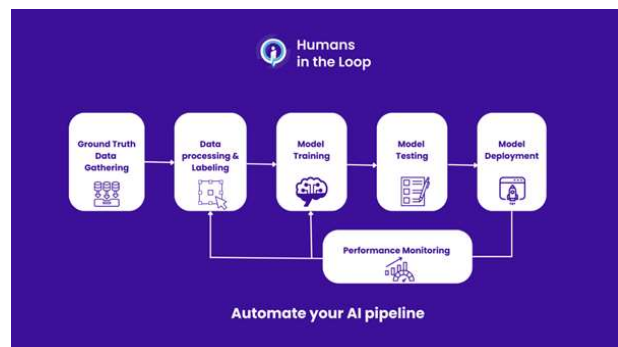 Humans
in the Loop
Ground Truth
Data
Gathering
Data
processing &
Labeling
Model
Training
Model
Testing
Model
Deployment
Performance Monitoring
Automate your AI pipeline